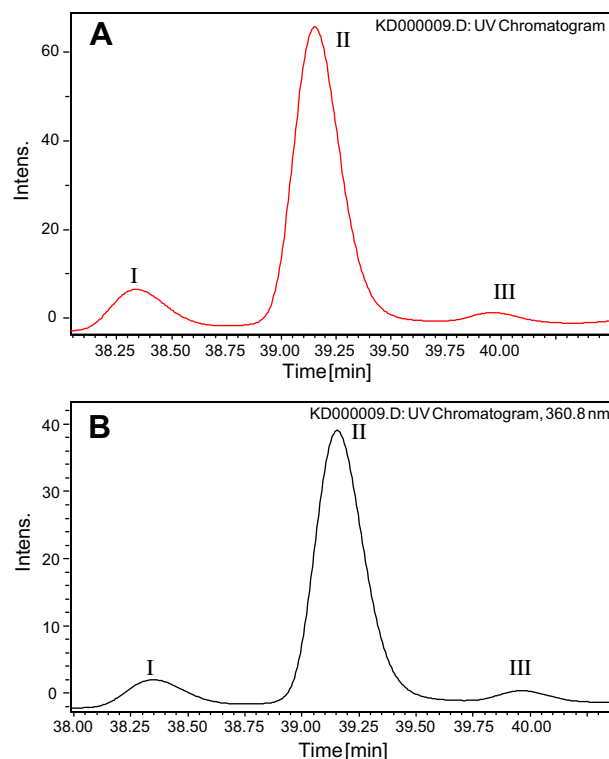 A
KD000009.D: UV Chromatogram
II
60
40
20
0
I
III
Intens.
38.25 38.50 38.75 39.00 39.25 39.50 39.75 40.00
Time[min]
B
KD000009.D: UV Chromatogram, 360.8 nm
II
40
30
20
10
0
I
III
Intens.
38.00 38.25 38.50 38.75 39.00 39.25 39.50 39.75 40.00
Time[min]